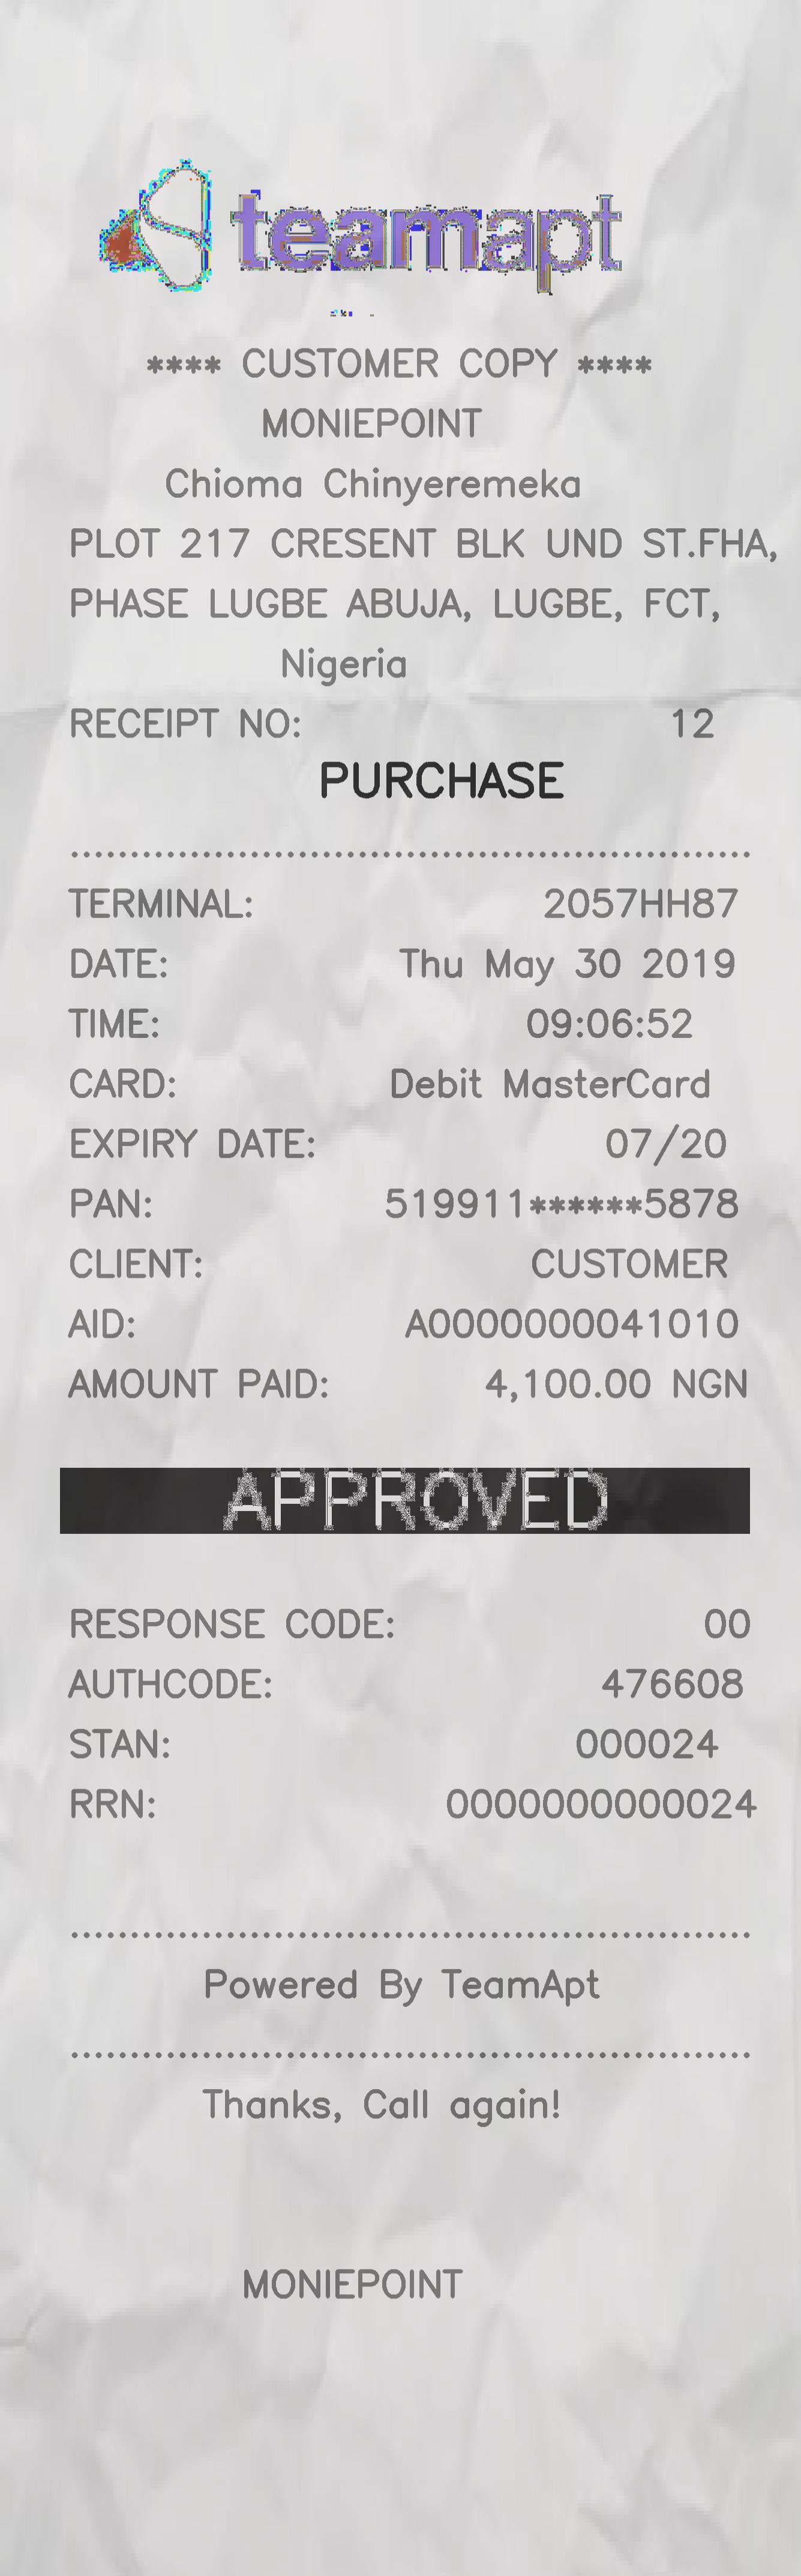 teamapt
**** CUSTOMER COPY ****
MONIEPOINT
Chioma Chinyeremeka
PLOT 217 CRESENT BLK UND ST.FHA,
PHASE LUGBE ABUJA, LUGBE, FCT,
Nigeria
RECEIPT NO: 12
PURCHASE
TERMINAL: 2057HH87
DATE: Thu May 30 2019
TIME: 09:06:52
CARD: Debit MasterCard
EXPIRY DATE: 07/20
PAN: 519911******5878
CLIENT: CUSTOMER
AID: A0000000041010
AMOUNT PAID: 4,100.00 NGN
APPROVED
RESPONSE CODE: 00
AUTHCODE: 476608
STAN: 000024
RRN: 0000000000024
Powered By TeamApt
Thanks, Call again!
MONIEPOINT